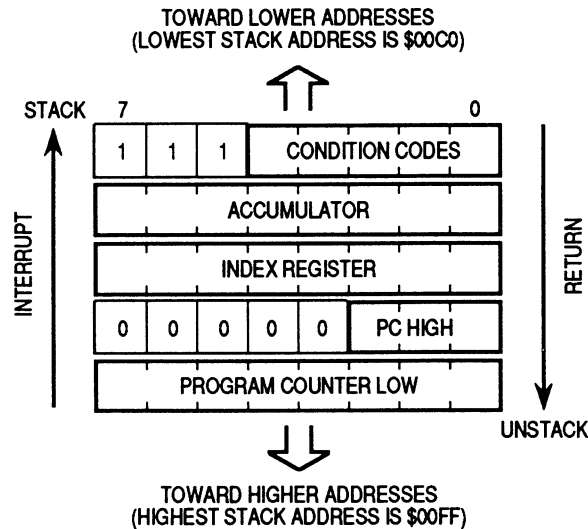 TOWARD LOWER ADDRESSES
(LOWEST STACK ADDRESS IS $00C0)
STACK 7 0
1 1 1 CONDITION CODES
ACCUMULATOR
INDEX REGISTER
0 0 0 0 0 PC HIGH
PROGRAM COUNTER LOW
INTERRUPT
RETURN
UNSTACK
TOWARD HIGHER ADDRESSES
(HIGHEST STACK ADDRESS IS $00FF)